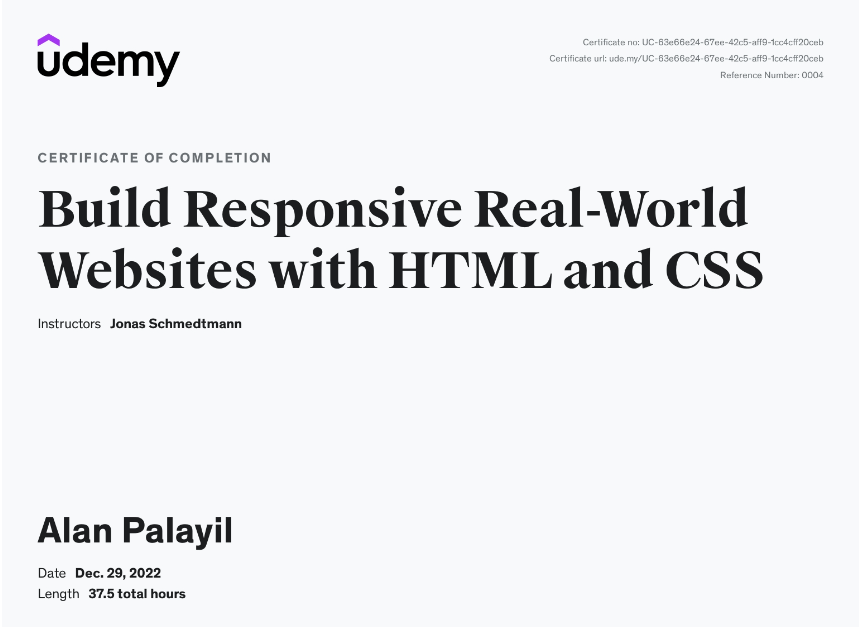 udemy
Certificate no: UC-63e66e24-67ee-42c5-aff9-1cc4cff20ceb
Certificate url: ude.my/UC-63e66e24-67ee-42c5-aff9-1cc4cff20ceb
Reference Number: 0004
CERTIFICATE OF COMPLETION
Build Responsive Real-World
Websites with HTML and CSS
Instructors Jonas Schmedtmann
Alan Palayil
Date Dec. 29, 2022
Length 37.5 total hours